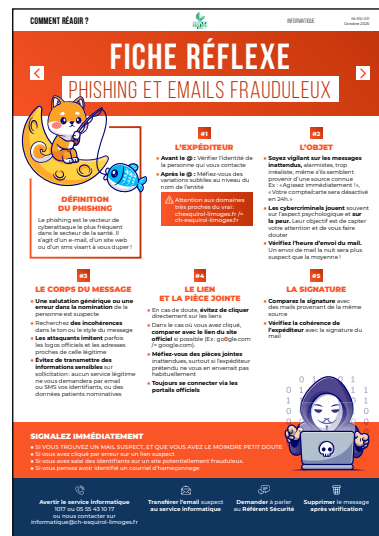 COMMENT RÉAGIR ?
INFORMATIQUE
Octobre 2025
FICHE RÉFLEXE
PHISHING ET EMAILS FRAUDULEUX
DÉFINITION
DU PHISHING
Le phishing est le vecteur de
cyberattaque le plus fréquent
dans le secteur de la santé. Il
s'agit d'un e-mail, d'un site web
ou d'un sms visant à vous duper !
#1
L'EXPÉDITEUR
Avant le @ : Vérifier l'identité de
la personne qui vous contacte
Après le @ : Méfiez-vous des
variations subtiles au niveau du
nom de l'entité
Attention aux domaines
très proches du vrai:
chesquirol-limoges.fr /=
ch-esquirol-limoges.fr
#2
L'OBJET
Soyez vigilant sur les messages
inattendus, alarmistes, trop
irréaliste, même s'ils semblent
provenir d'une source connue
Ex : «Agissez immédiatement !»,
« Votre compte/carte sera désactivé
en 24h.»
Les cybercriminels jouent souvent
sur l'aspect psychologique et sur
la peur. Leur objectif est de capter
votre attention et de vous faire
douter
Vérifiez l'heure d'envoi du mail.
Un envoi de mail la nuit sera plus
suspect que la moyenne !
#3
LE CORPS DU MESSAGE
Une salutation générique ou une
erreur dans la nomination de la
personne est suspecte
Recherchez des incohérences
dans le ton ou le style du message
Les attaquants imitent parfois
les logos officiels et les adresses
proches de celle légitime
Évitez de transmettre des
informations sensibles sur
sollicitation: aucun service légitime
ne vous demandera par email
ou SMS vos identifiants, ou des
données patients nominatives
#4
LE LIEN
ET LA PIÈCE JOINTE
En cas de doute, évitez de cliquer
directement sur les liens
Dans le cas où vous avez cliqué,
comparer avec le lien du site
officiel si possible (Ex: go0gle.com
/= google.com).
Méfiez-vous des pièces jointes
inattendues, surtout si l'expéditeur
prétendu ne vous en enverrait pas
habituellement
Toujours se connecter via les
portails officiels
#5
LA SIGNATURE
Comparez la signature avec
des mails provenant de la même
source
Vérifiez la cohérence de
l'expéditeur avec la signature du
mail
SIGNALEZ IMMÉDIATEMENT
SI VOUS TROUVEZ UN MAIL SUSPECT, ET QUE VOUS AVEZ LE MOINDRE PETIT DOUTE
Si vous avez cliqué par erreur sur un lien suspect
Si vous avez saisi des identifiants sur un site potentiellement frauduleux.
Si vous pensez avoir identifié un courriel d'hameçonnage
Avertir le service informatique
1017 ou 05 55 43 10 17
ou nous contacter sur
informatique@ch-esquirol-limoges.fr
Transférer l'email suspect
au service informatique
Demander à parler
au Référent Sécurité
Supprimer le message
après vérification